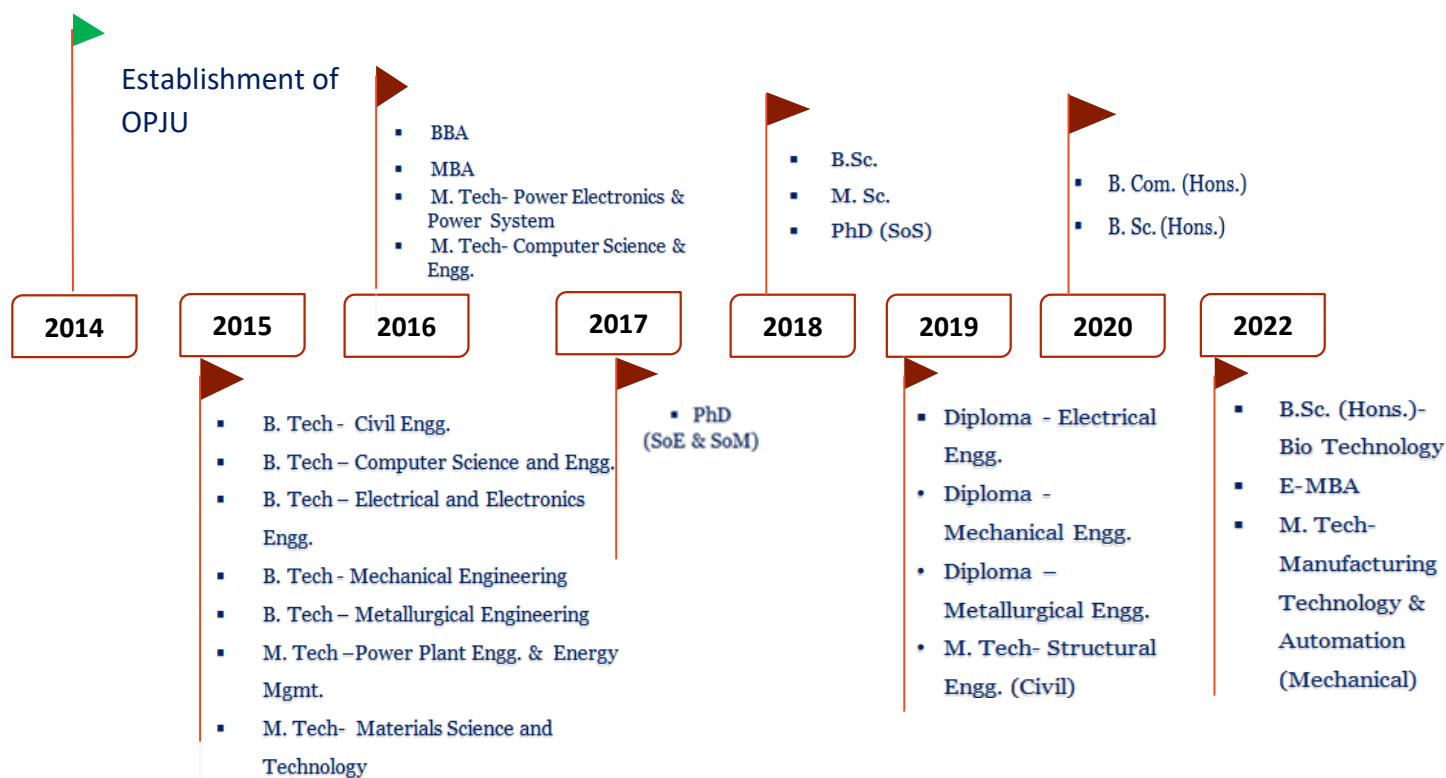 Establishment of
OPJU
▪ BBA
▪ MBA
▪ M. Tech- Power Electronics &
Power System
▪ M. Tech- Computer Science &
Engg.
▪ B.Sc.
▪ M. Sc.
▪ PhD (SoS)
▪ B. Com. (Hons.)
▪ B. Sc. (Hons.)
2014
2015
2016
2017
2018
2019
2020
2022
▪ B. Tech - Civil Engg.
▪ B. Tech – Computer Science and Engg.
▪ B. Tech – Electrical and Electronics
Engg.
▪ B. Tech - Mechanical Engineering
▪ B. Tech – Metallurgical Engineering
▪ M. Tech –Power Plant Engg. & Energy
Mgmt.
▪ M. Tech- Materials Science and
Technology
▪ PhD
(SoE & SoM)
▪ Diploma - Electrical
Engg.
• Diploma -
Mechanical Engg.
• Diploma –
Metallurgical Engg.
• M. Tech- Structural
Engg. (Civil)
▪ B.Sc. (Hons.)-
Bio Technology
▪ E-MBA
▪ M. Tech-
Manufacturing
Technology &
Automation
(Mechanical)